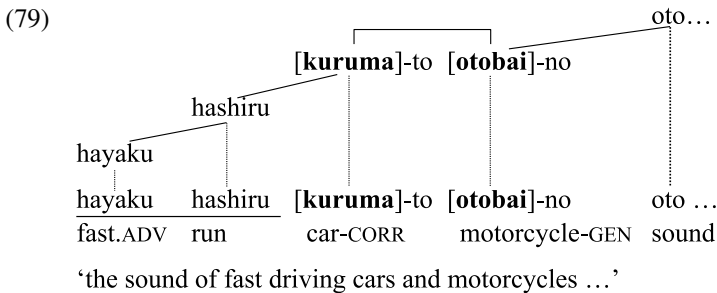 (79)
oto…
[kuruma]-to [otobai]-no
hashiru
hayaku
hayaku hashiru [kuruma]-to [otobai]-no oto …
fast.ADV run car-CORR motorcycle-GEN sound
‘the sound of fast driving cars and motorcycles …’